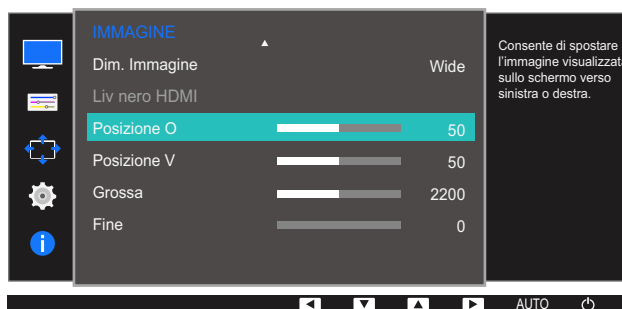 IMMAGINE
Dim. Immagine Wide
Liv nero HDMI
Posizione O 50
Posizione V 50
Grossa 2200
Fine 0
Consente di spostare
l'immagine visualizzat
sullo schermo verso
sinistra o destra.
AUTO